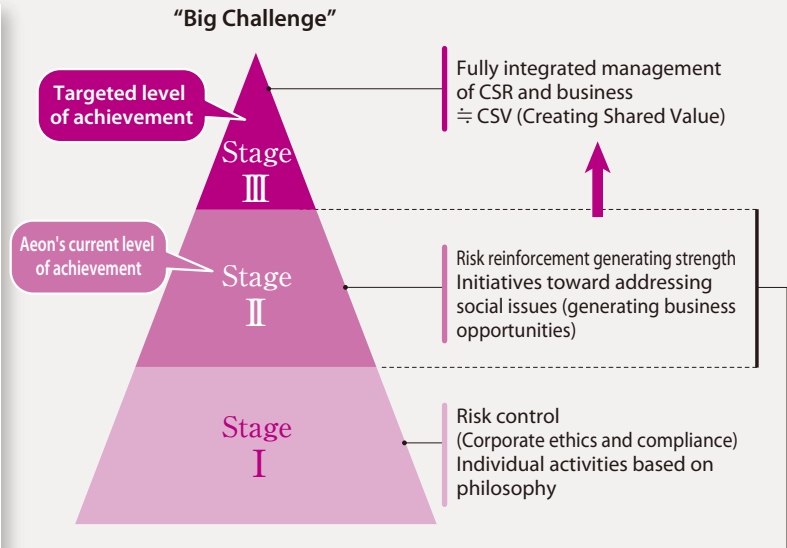 “Big Challenge”
Targeted level
of achievement
Stage
Ⅲ
Fully integrated management
of CSR and business
≒ CSV (Creating Shared Value)
Aeon's current level
of achievement
Stage
Ⅱ
Risk reinforcement generating strength
Initiatives toward addressing
social issues (generating business
opportunities)
Stage
Ⅰ
Risk control
(Corporate ethics and compliance)
Individual activities based on
philosophy